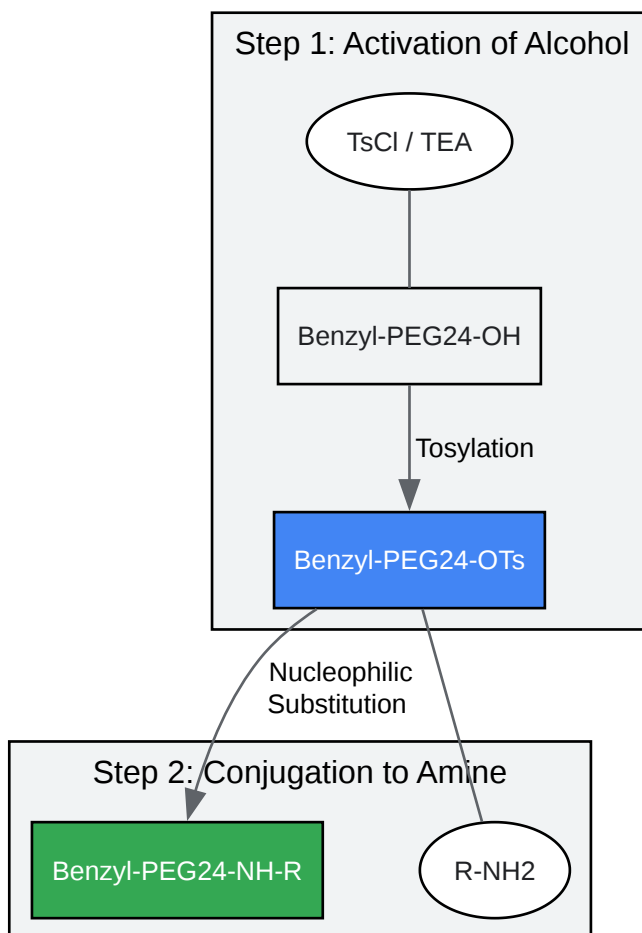 Step 1: Activation of Alcohol
TsCl / TEA
Benzyl-PEG24-OH
Tosylation
Benzyl-PEG24-OTs
Nucleophilic
Substitution
Step 2: Conjugation to Amine
Benzyl-PEG24-NH-R
R-NH2